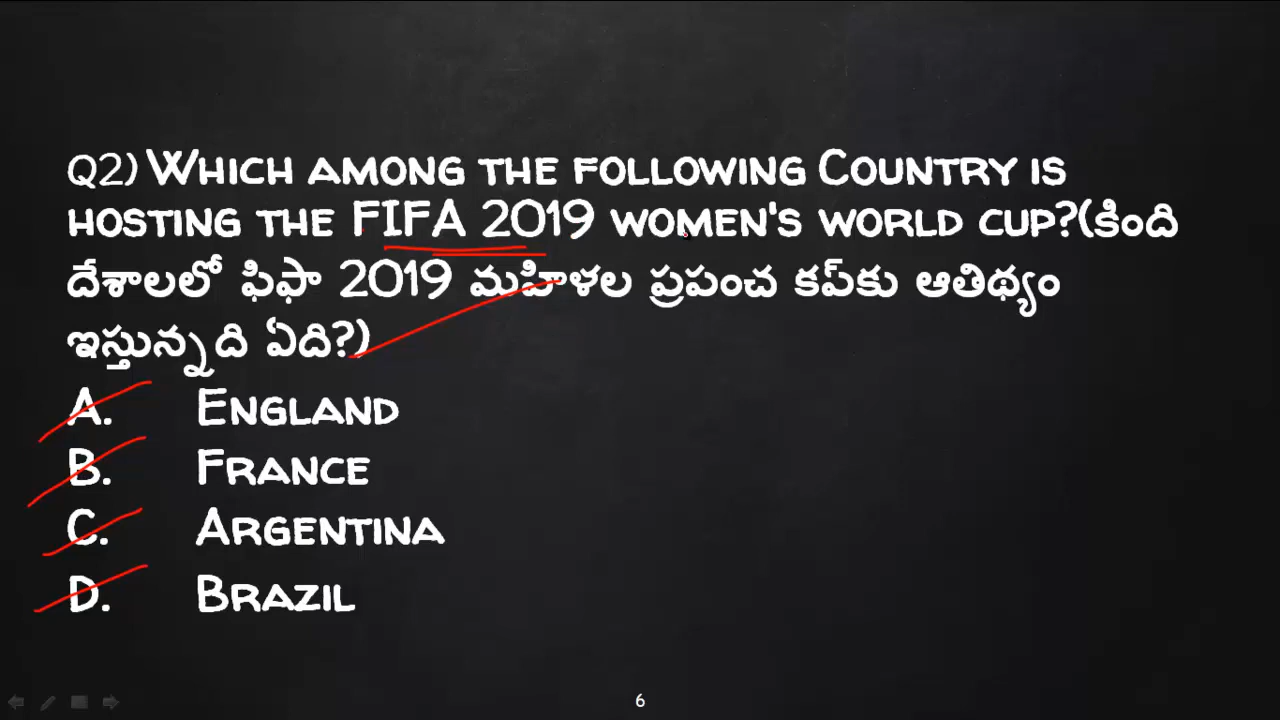 Q2) Which among the following Country is
hosting the FIFA 2019 women's world cup?(కింది
దేశాలలో ఫిఫా 2019 మహిళల ప్రపంచ కప్‌కు ఆతిథ్యం
ఇస్తున్నది ఏది?)
A. England
B. France
C. Argentina
D. Brazil
6